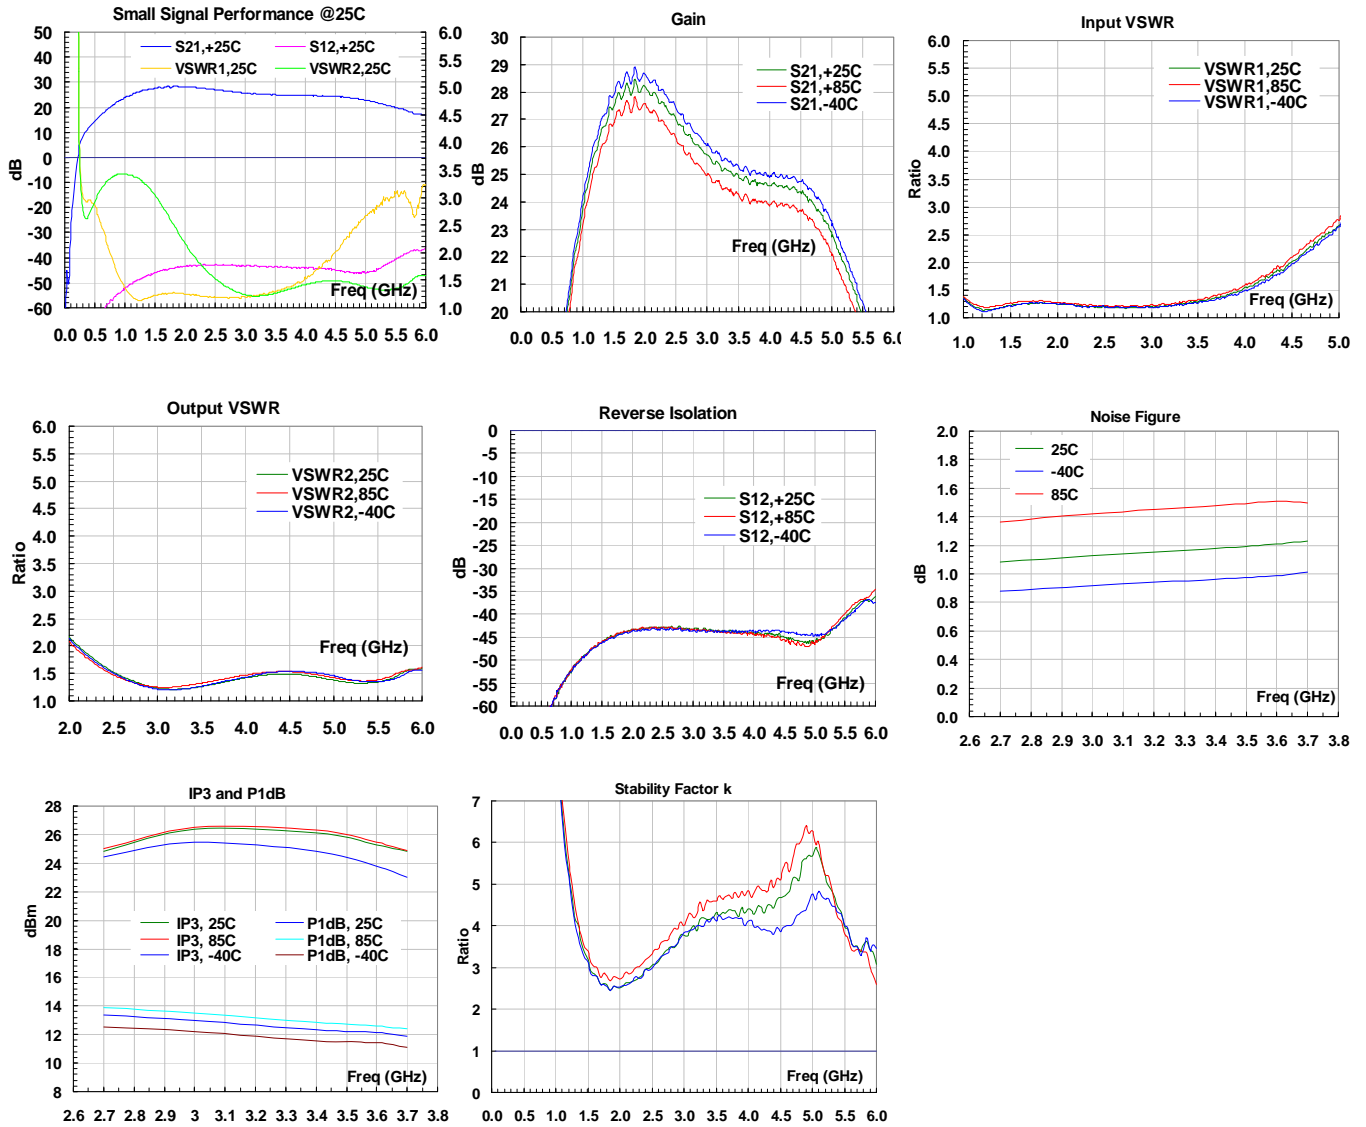 Small Signal Performance @25C
50
40
30
20
10
0
-10
-20
-30
-40
-50
-60
dB
6.0
5.5
5.0
4.5
4.0
3.5
3.0
2.5
2.0
1.5
1.0
S21,+25C
S12,+25C
VSWR1,25C
VSWR2,25C
Freq (GHz)
0.0 0.5 1.0 1.5 2.0 2.5 3.0 3.5 4.0 4.5 5.0 5.5 6.0
Gain
30
29
28
27
26
25
24
23
22
21
20
dB
S21,+25C
S21,+85C
S21,-40C
Freq (GHz)
0.0 0.5 1.0 1.5 2.0 2.5 3.0 3.5 4.0 4.5 5.0 5.5 6.0
Input VSWR
6.0
5.5
5.0
4.5
4.0
3.5
3.0
2.5
2.0
1.5
1.0
Ratio
VSWR1,25C
VSWR1,85C
VSWR1,-40C
Freq (GHz)
1.0 1.5 2.0 2.5 3.0 3.5 4.0 4.5 5.0
Output VSWR
6.0
5.5
5.0
4.5
4.0
3.5
3.0
2.5
2.0
1.5
1.0
Ratio
VSWR2,25C
VSWR2,85C
VSWR2,-40C
Freq (GHz)
2.0 2.5 3.0 3.5 4.0 4.5 5.0 5.5 6.0
Reverse Isolation
0
-5
-10
-15
-20
-25
-30
-35
-40
-45
-50
-55
-60
dB
S12,+25C
S12,+85C
S12,-40C
Freq (GHz)
0.0 0.5 1.0 1.5 2.0 2.5 3.0 3.5 4.0 4.5 5.0 5.5 6.0
Noise Figure
2.0
1.8
1.6
1.4
1.2
1.0
0.8
0.6
0.4
0.2
0.0
dB
25C
-40C
85C
Freq (GHz)
2.6 2.7 2.8 2.9 3.0 3.1 3.2 3.3 3.4 3.5 3.6 3.7 3.8
IP3 and P1dB
28
26
24
22
20
18
16
14
12
10
8
dBm
IP3, 25C
P1dB, 25C
IP3, 85C
P1dB, 85C
IP3, -40C
P1dB, -40C
Freq (GHz)
2.6 2.7 2.8 2.9 3 3.1 3.2 3.3 3.4 3.5 3.6 3.7 3.8
Stability Factor k
7
6
5
4
3
2
1
0
Ratio
Freq (GHz)
0.0 0.5 1.0 1.5 2.0 2.5 3.0 3.5 4.0 4.5 5.0 5.5 6.0